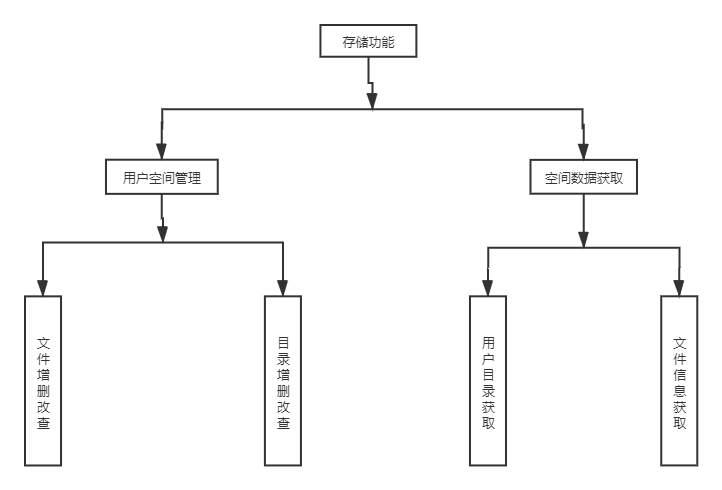 存储功能
用户空间管理
空间数据获取
文件增删改查
目录增删改查
用户目录获取
文件信息获取